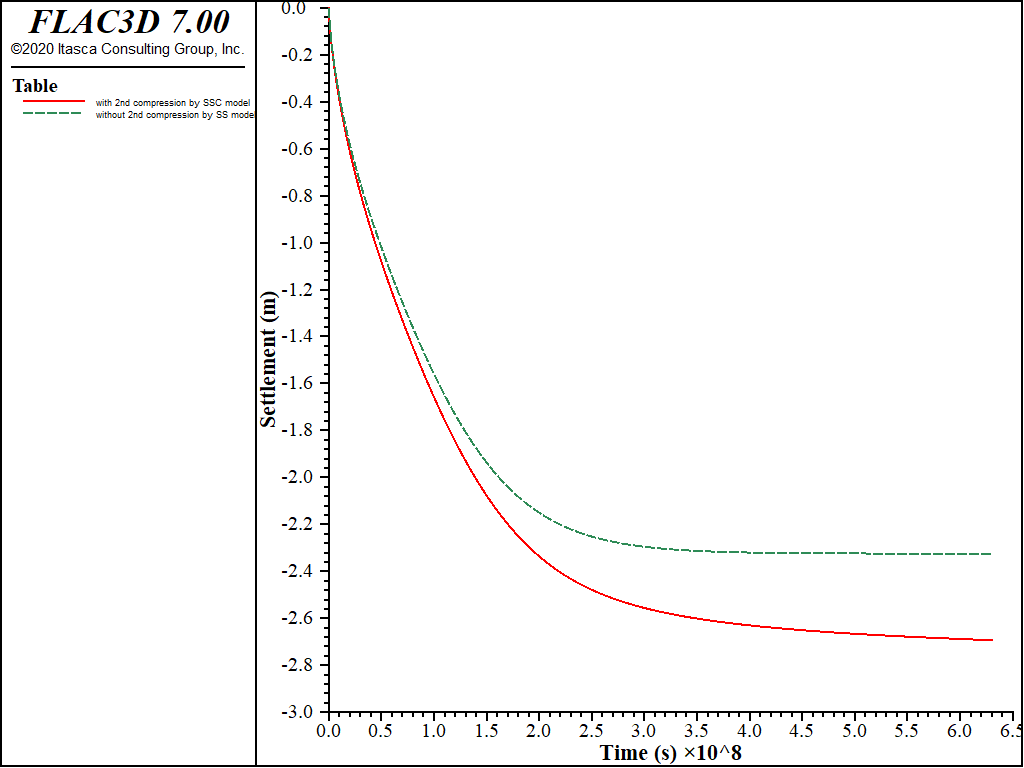 FLAC3D 7.00
©2020 Itasca Consulting Group, Inc.
Table
with 2nd compression by SSC model
without 2nd compression by SS mode
0.0
-0.2
-0.4
-0.6
-0.8
-1.0
-1.2
-1.4
-1.6
-1.8
-2.0
-2.2
-2.4
-2.6
-2.8
-3.0
Settlement (m)
0.0 0.5 1.0 1.5 2.0 2.5 3.0 3.5 4.0 4.5 5.0 5.5 6.0 6.5
Time (s) ×10^8